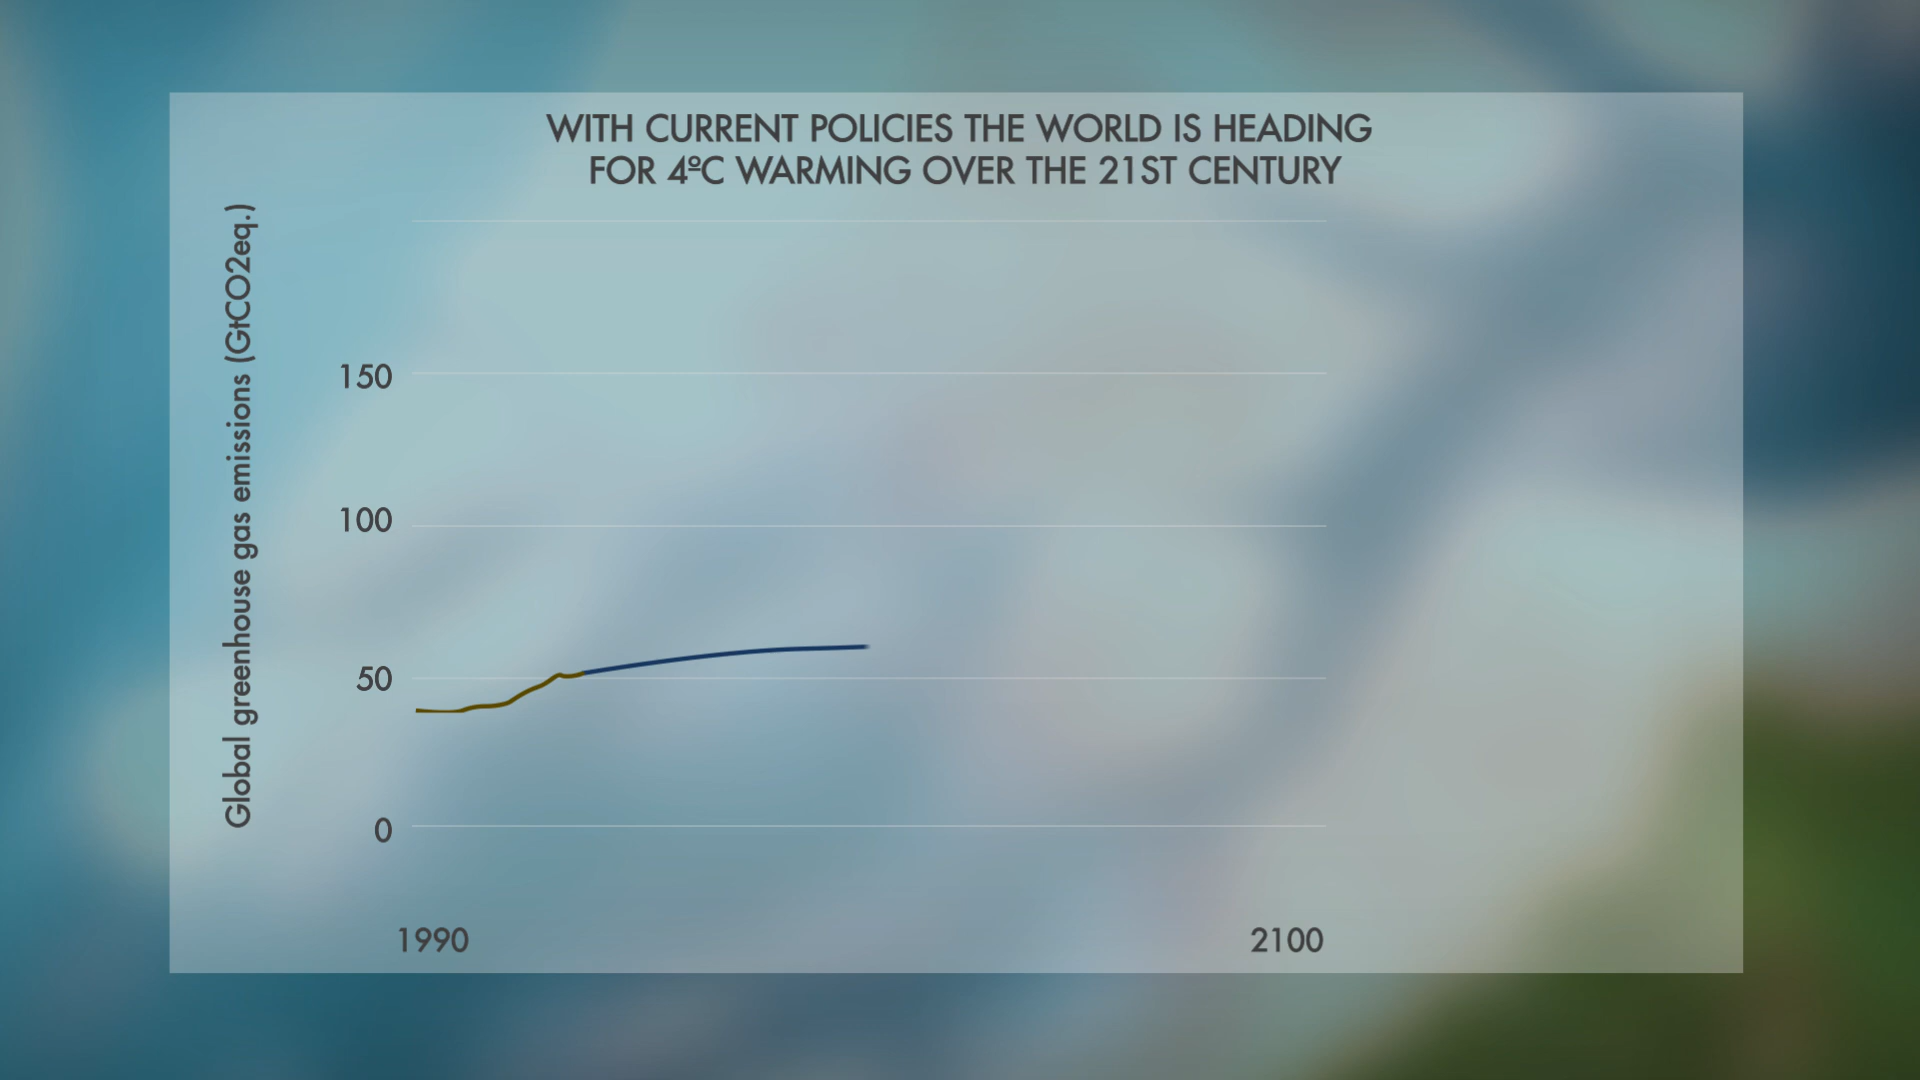 WITH CURRENT POLICIES THE WORLD IS HEADING
FOR 4ºC WARMING OVER THE 21ST CENTURY
Global greenhouse gas emissions (GtCO2eq.)
150
100
50
0
1990
2100